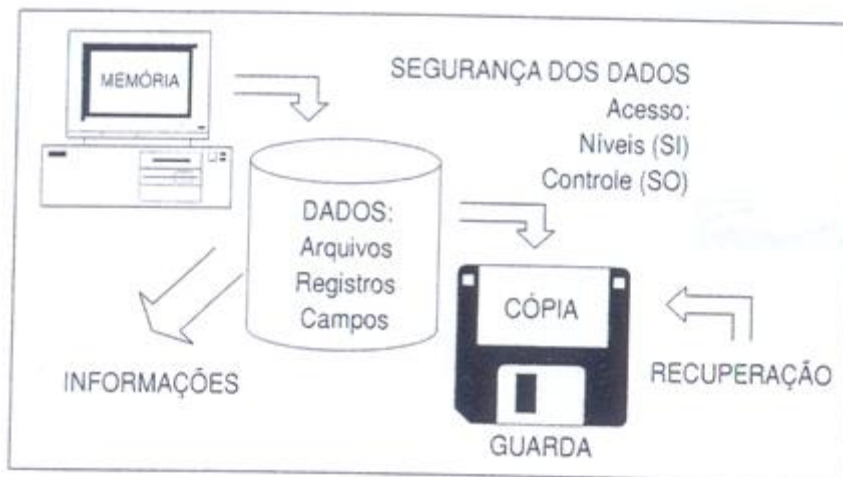 MEMÓRIA
SEGURANÇA DOS DADOS
Acesso:
Níveis (SI)
Controle (SO)
DADOS:
Arquivos
Registros
Campos
CÓPIA
INFORMAÇÕES
RECUPERAÇÃO
GUARDA